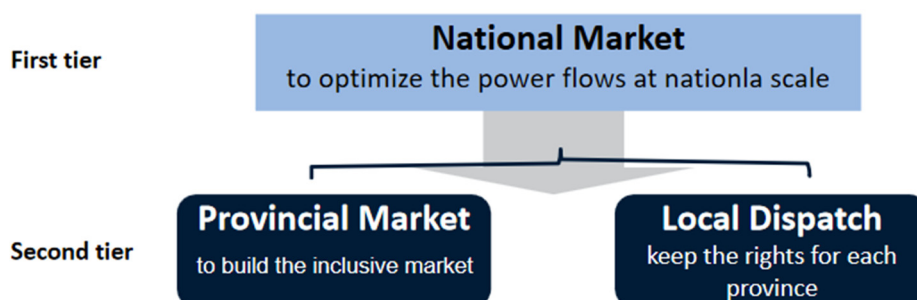 First tier
National Market
to optimize the power flows at nationla scale
Second tier
Provincial Market
to build the inclusive market
Local Dispatch
keep the rights for each
province